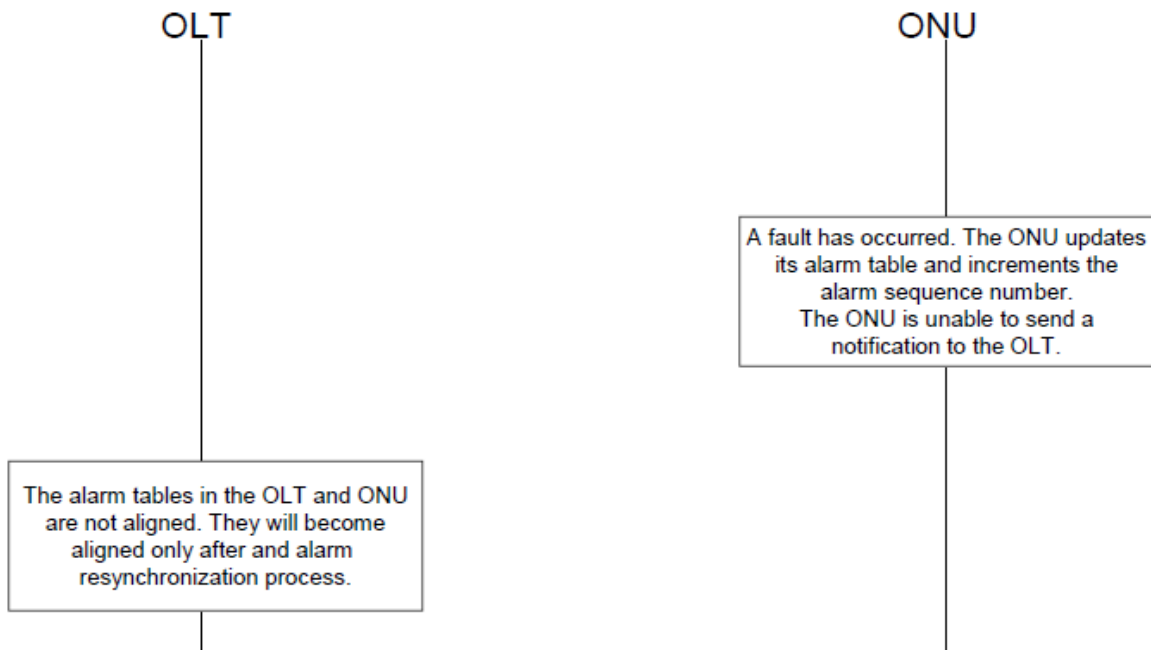 OLT
ONU
A fault has occurred. The ONU updates
its alarm table and increments the
alarm sequence number.
The ONU is unable to send a
notification to the OLT.
The alarm tables in the OLT and ONU
are not aligned. They will become
aligned only after and alarm
resynchronization process.